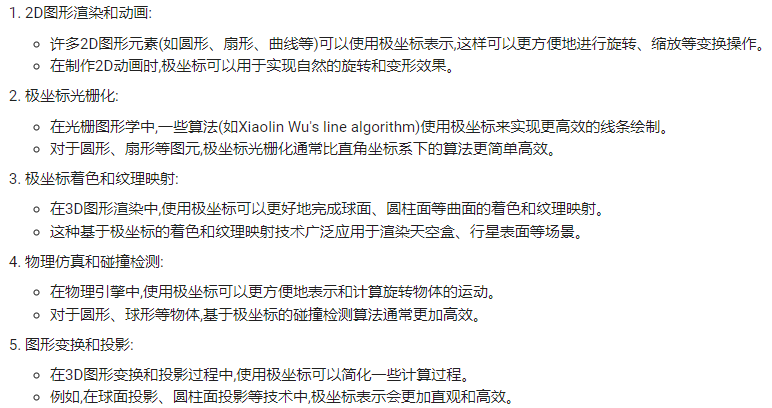 1. 2D图形渲染和动画:
○ 许多2D图形元素(如圆形、扇形、曲线等)可以使用极坐标表示,这样可以更方便地进行旋转、缩放等变换操作。
○ 在制作2D动画时,极坐标可以用于实现自然的旋转和变形效果。
2. 极坐标光栅化:
○ 在光栅图形学中,一些算法(如Xiaolin Wu's line algorithm)使用极坐标来实现更高效的线条绘制。
○ 对于圆形、扇形等图元,极坐标光栅化通常比直角坐标系下的算法更简单高效。
3. 极坐标着色和纹理映射:
○ 在3D图形渲染中,使用极坐标可以更好地完成球面、圆柱面等曲面的着色和纹理映射。
○ 这种基于极坐标的着色和纹理映射技术广泛应用于渲染天空盒、行星表面等场景。
4. 物理仿真和碰撞检测:
○ 在物理引擎中,使用极坐标可以更方便地表示和计算旋转物体的运动。
○ 对于圆形、球形等物体,基于极坐标的碰撞检测算法通常更加高效。
5. 图形变换和投影:
○ 在3D图形变换和投影过程中,使用极坐标可以简化一些计算过程。
○ 例如,在球面投影、圆柱面投影等技术中,极坐标表示会更加直观和高效。